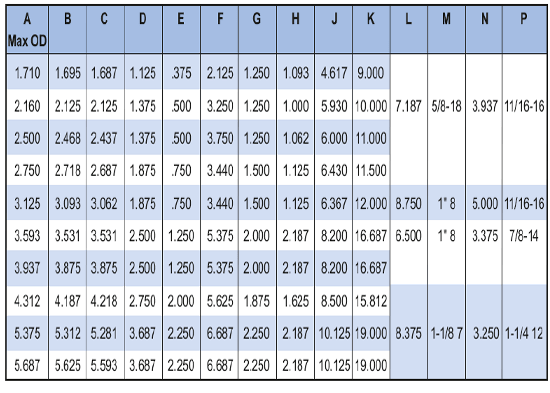 A B C D E F G H J K L M N P
Max OD
1.710 1.695 1.687 1.125 .375 2.125 1.250 1.093 4.617 9.000
2.160 2.125 2.125 1.375 .500 3.250 1.250 1.000 5.930 10.000 7.187 5/8-18 3.937 11/16-16
2.500 2.468 2.437 1.375 .500 3.750 1.250 1.062 6.000 11.000
2.750 2.718 2.687 1.875 .750 3.440 1.500 1.125 6.430 11.500
3.125 3.093 3.062 1.875 .750 3.440 1.500 1.125 6.367 12.000 8.750 1" 8 5.000 11/16-16
3.593 3.531 3.531 2.500 1.250 5.375 2.000 2.187 8.200 16.687 6.500 1" 8 3.375 7/8-14
3.937 3.875 3.875 2.500 1.250 5.375 2.000 2.187 8.200 16.687
4.312 4.187 4.218 2.750 2.000 5.625 1.875 1.625 8.500 15.812
5.375 5.312 5.281 3.687 2.250 6.687 2.250 2.187 10.125 19.000 8.375 1-1/8 7 3.250 1-1/4 12
5.687 5.625 5.593 3.687 2.250 6.687 2.250 2.187 10.125 19.000